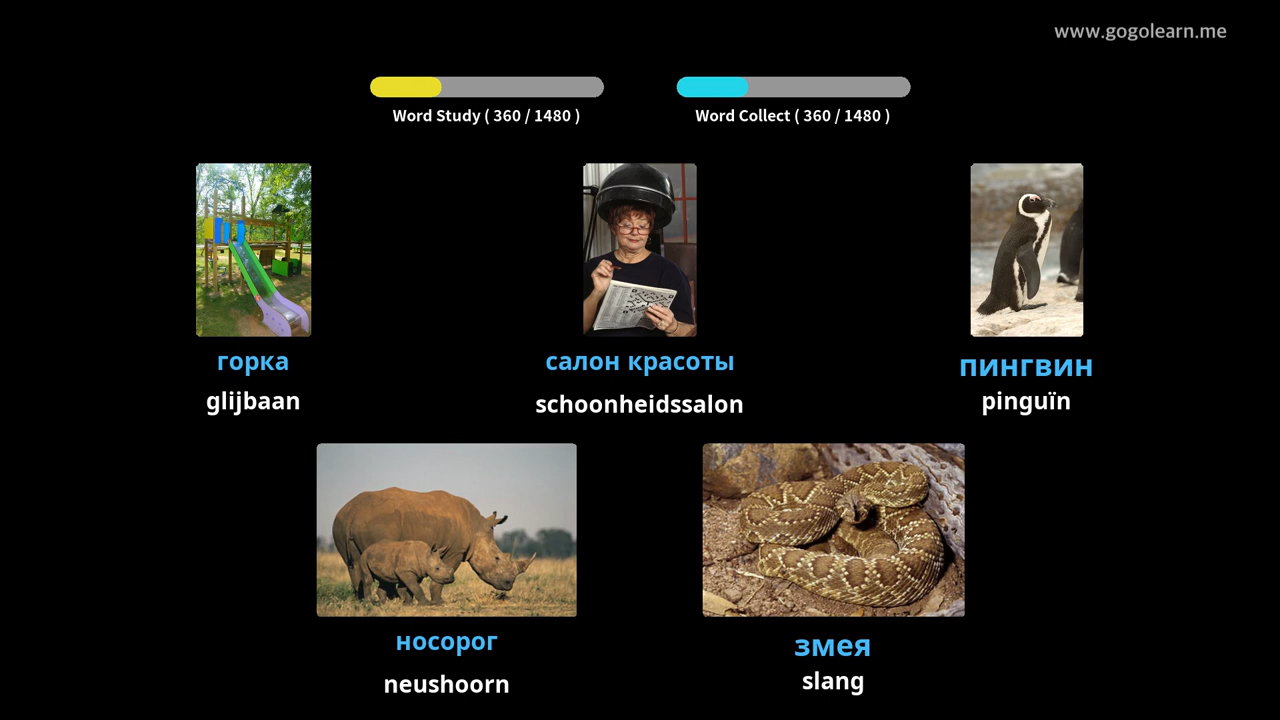 www.gogolearn.me
Word Study ( 360 / 1480 )
Word Collect ( 360 / 1480 )
горка
glijbaan
салон красоты
schoonheidssalon
пингвин
pinguïn
носорог
neushoorn
змея
slang